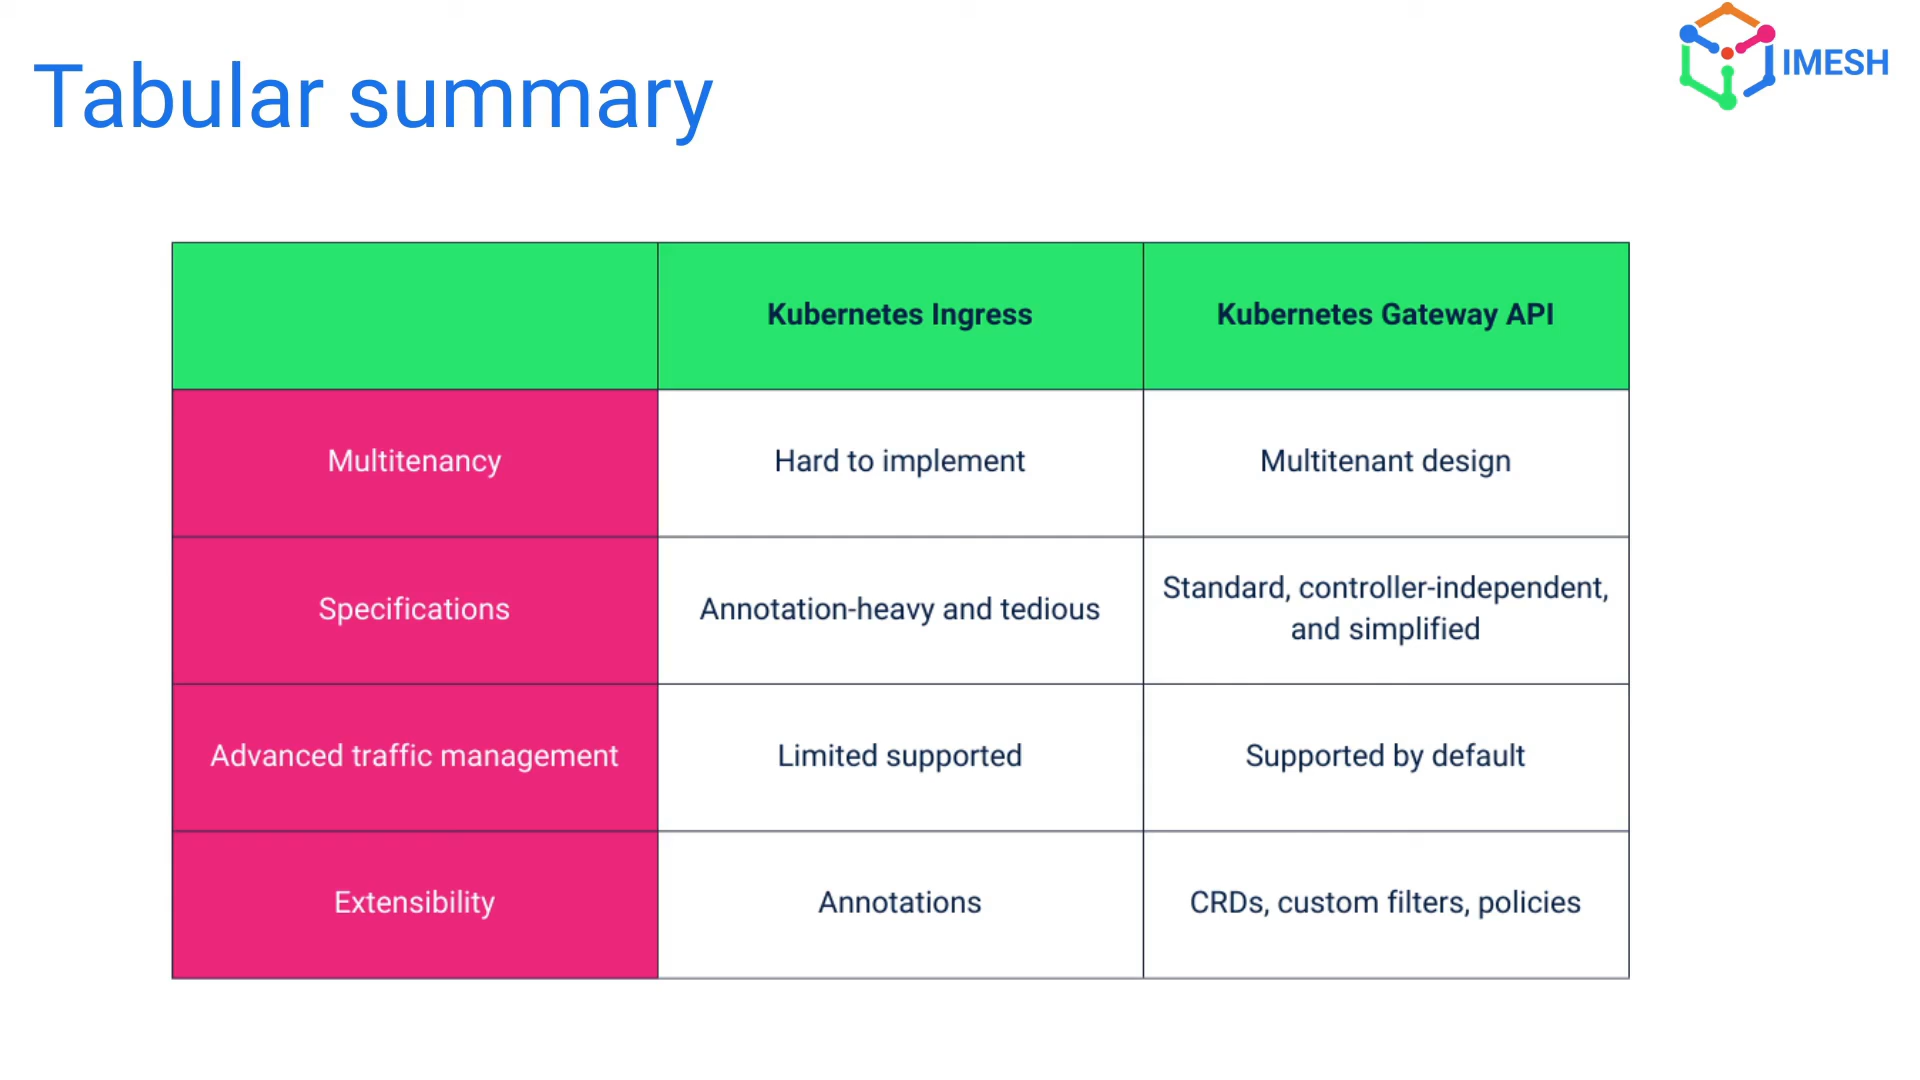 IMESH
Tabular summary
Kubernetes Ingress
Kubernetes Gateway API
Multitenancy
Hard to implement
Multitenant design
Specifications
Annotation-heavy and tedious
Standard, controller-independent,
and simplified
Advanced traffic management
Limited supported
Supported by default
Extensibility
Annotations
CRDs, custom filters, policies